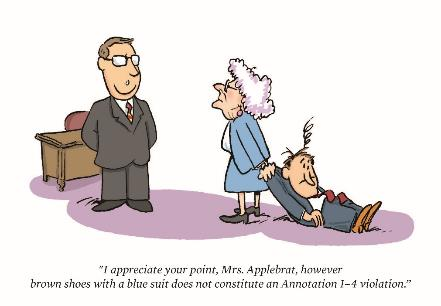 "I appreciate your point, Mrs. Applebrat, however
brown shoes with a blue suit does not constitute an Annotation I–4 violation.”